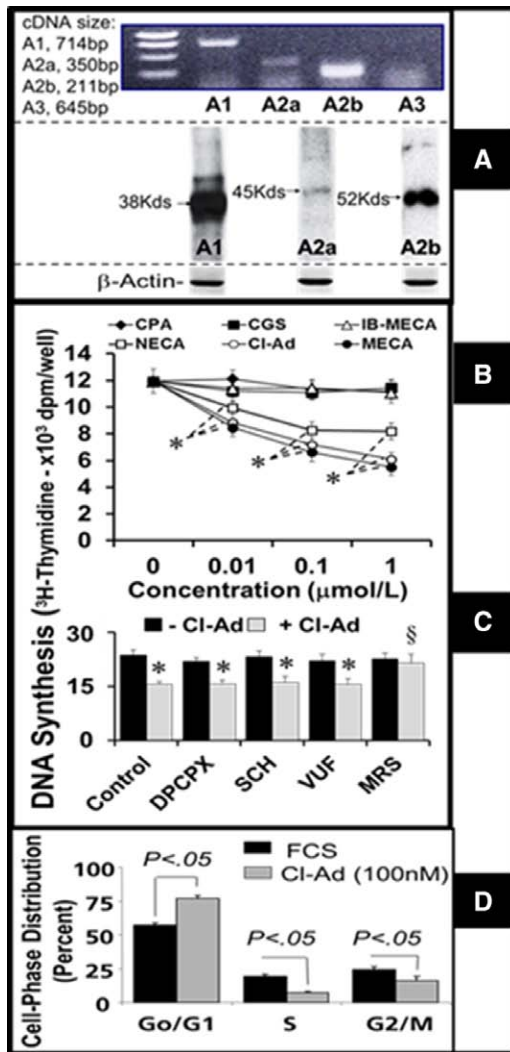 cDNA size:
A1, 714bp
A2a, 350bp
A2b, 211bp
A3, 645bp
A1 A2a A2b A3
A
38Kds
45Kds
52Kds
A1 A2a A2b
β-Actin-
B
CPA CGS IB-MECA
NECA Cl-Ad MECA
DNA Synthesis (³H-Thymidine - x10³ dpm/well)
14
12
10
8
6
4
* * *
0 0.01 0.1 1
Concentration (μmol/L)
C
- Cl-Ad + Cl-Ad
30
23
15
0
* * * * §
Control DPCPX SCH VUF MRS
D
Cell-Phase Distribution
(Percent)
100
75
50
25
0
FCS
Cl-Ad (100nM)
P<.05
P<.05 P<.05
Go/G1 S G2/M